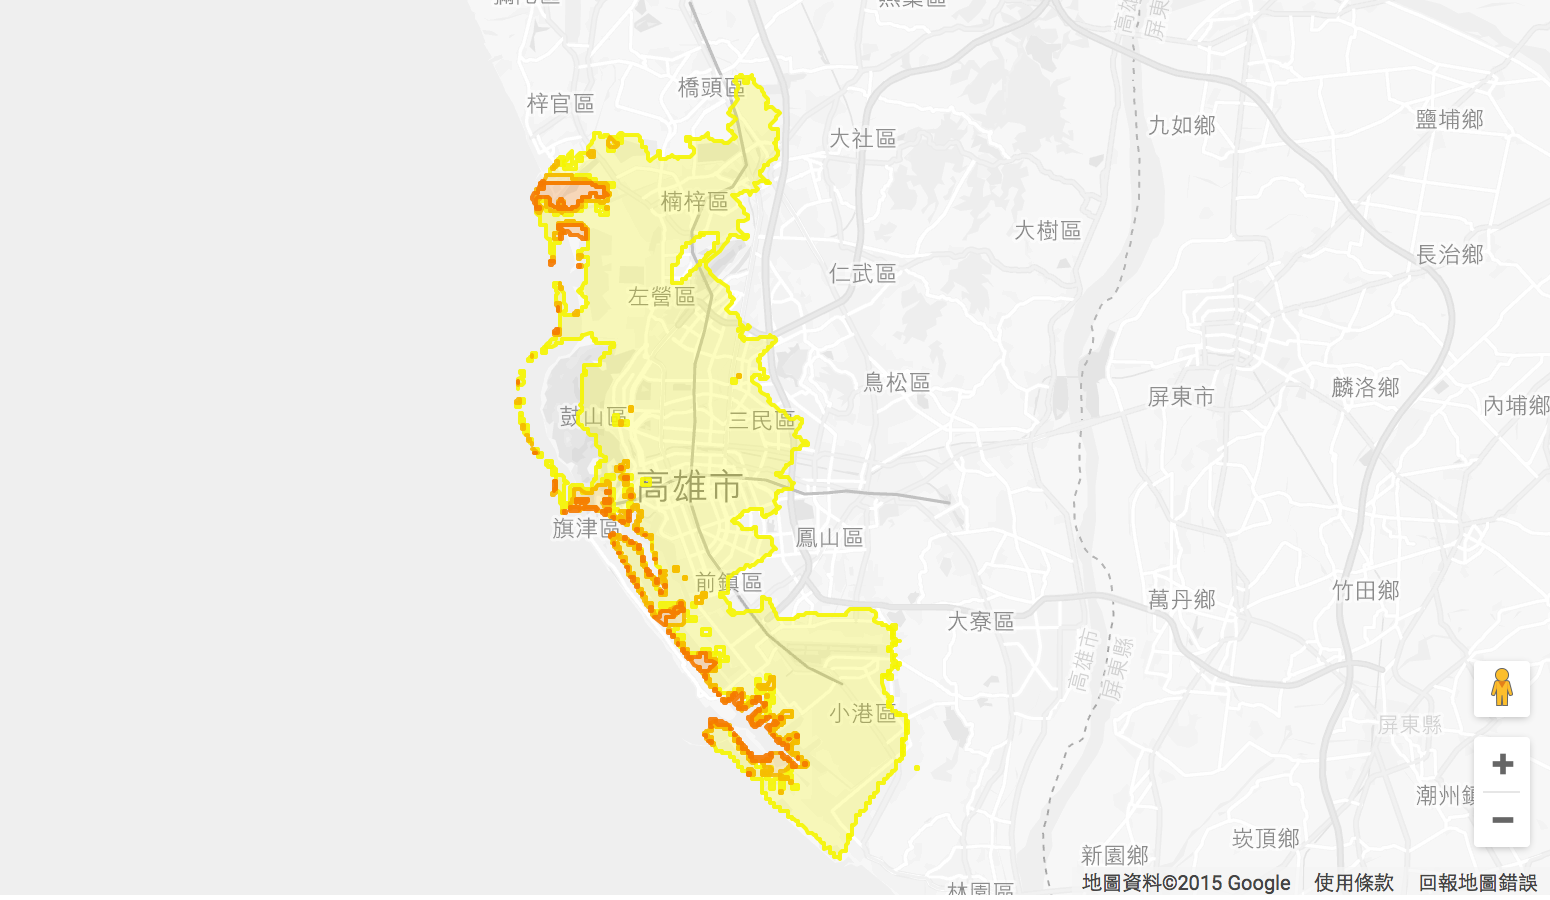 橋頭區
梓官區
大社區
九如鄉
鹽埔鄉
楠梓區
大樹區
長治鄉
仁武區
左營區
鳥松區
屏東市
麟洛鄉
內埔鄉
鼓山區
三民區
高雄市
旗津區
鳳山區
前鎮區
竹田鄉
萬丹鄉
大寮區
高雄市
屏東縣
小港區
屏東縣
潮州鎮
崁頂鄉
新園鄉
林園區
地圖資料©2015 Google 使用條款 回報地圖錯誤